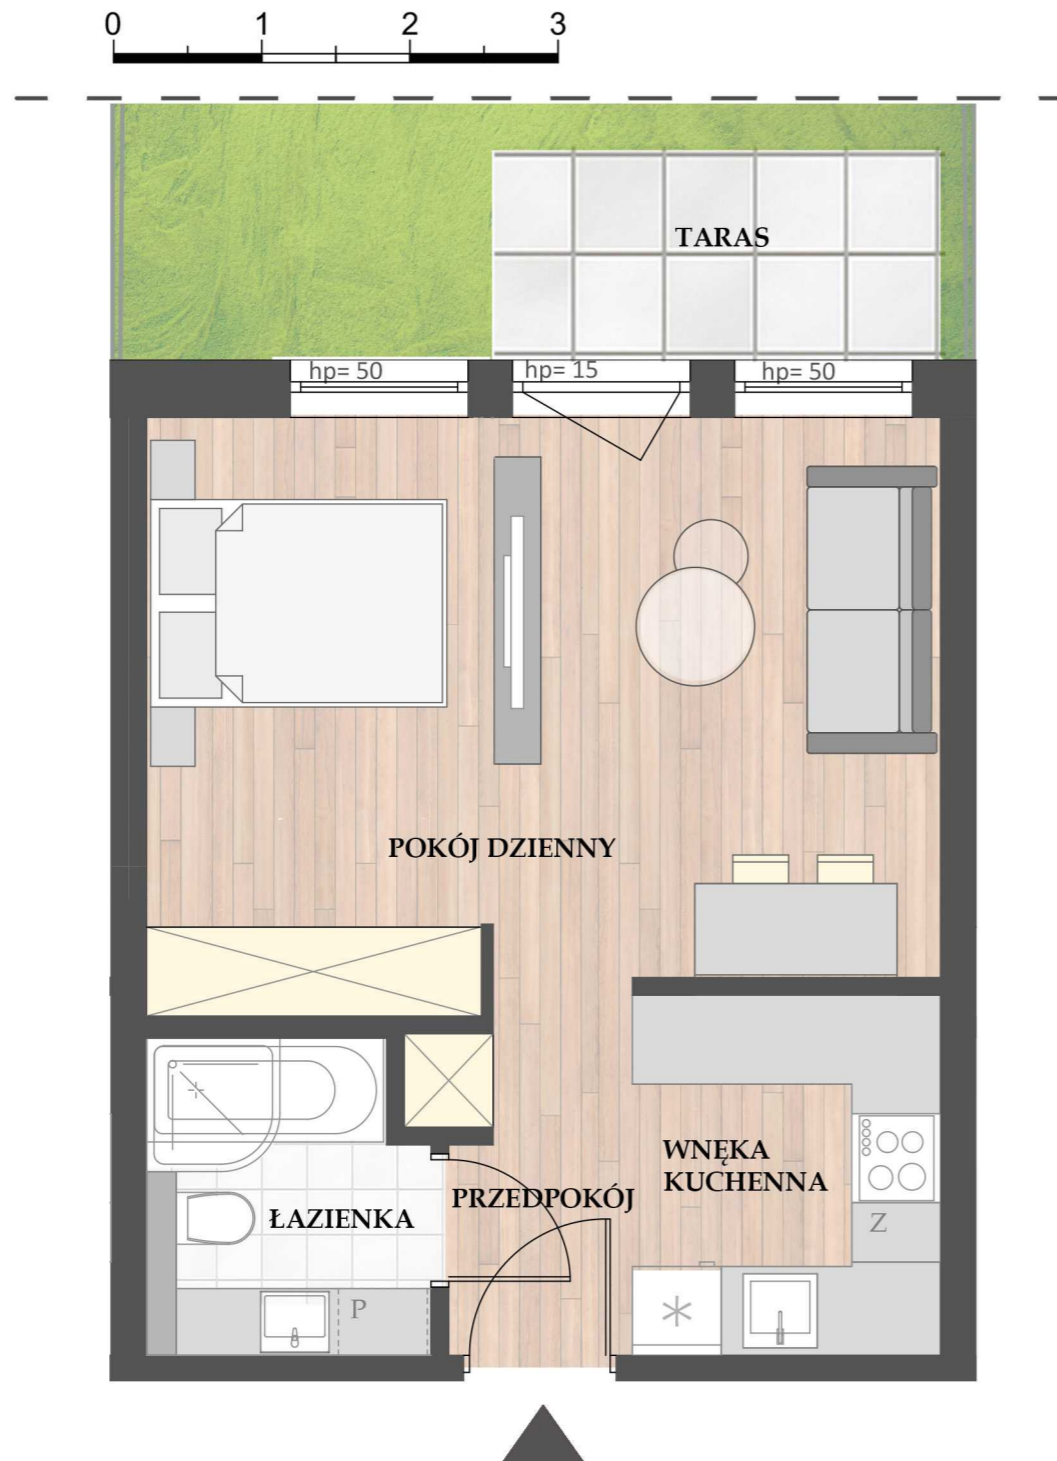 0 1 2 3
TARAS
hp= 50 hp= 15 hp= 50
POKÓJ DZIENNY
WNĘKA
KUCHENNA
PRZEDPOKÓJ
ŁAZIENKA
Z
P